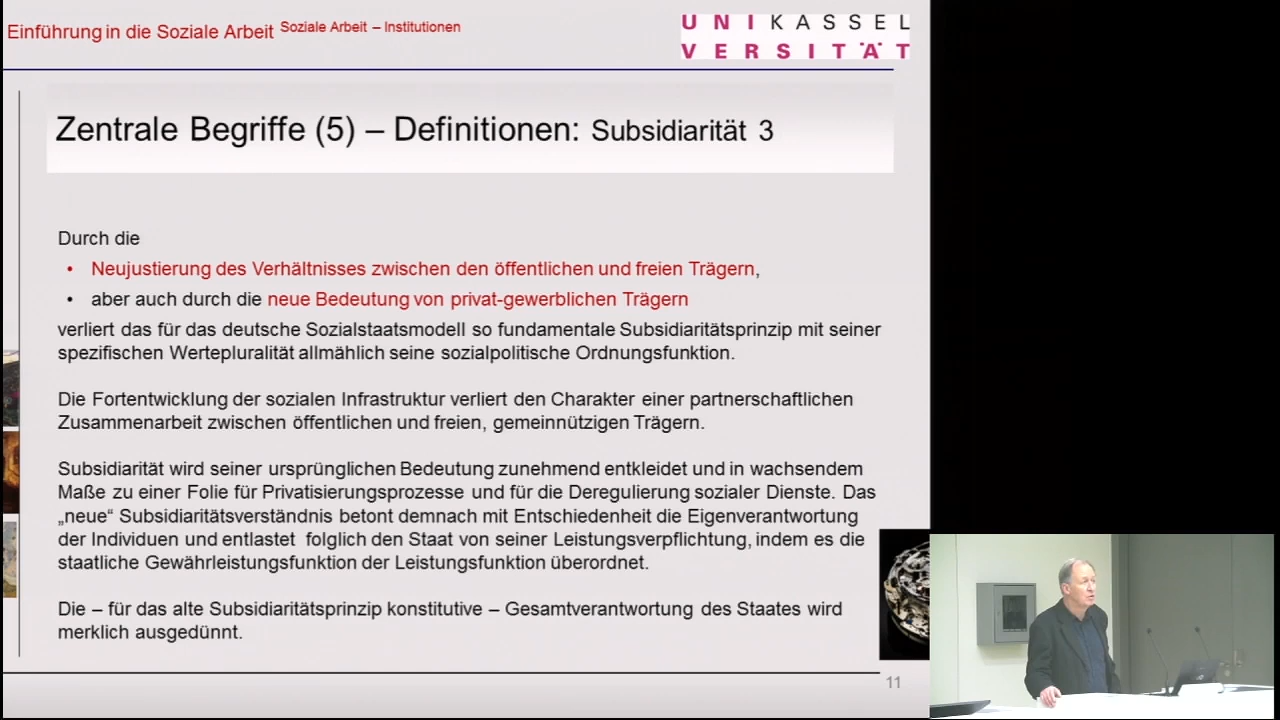 Einführung in die Soziale Arbeit Soziale Arbeit – Institutionen
UNIKASSEL
VERSITÄT
Zentrale Begriffe (5) – Definitionen: Subsidiarität 3
Durch die
• Neujustierung des Verhältnisses zwischen den öffentlichen und freien Trägern,
• aber auch durch die neue Bedeutung von privat-gewerblichen Trägern
verliert das für das deutsche Sozialstaatsmodell so fundamentale Subsidiaritätsprinzip mit seiner
spezifischen Wertepluralität allmählich seine sozialpolitische Ordnungsfunktion.
Die Fortentwicklung der sozialen Infrastruktur verliert den Charakter einer partnerschaftlichen
Zusammenarbeit zwischen öffentlichen und freien, gemeinnützigen Trägern.
Subsidiarität wird seiner ursprünglichen Bedeutung zunehmend entkleidet und in wachsendem
Maße zu einer Folie für Privatisierungsprozesse und für die Deregulierung sozialer Dienste. Das
„neue“ Subsidiaritätsverständnis betont demnach mit Entschiedenheit die Eigenverantwortung
der Individuen und entlastet folglich den Staat von seiner Leistungsverpflichtung, indem es die
staatliche Gewährleistungsfunktion der Leistungsfunktion überordnet.
Die – für das alte Subsidiaritätsprinzip konstitutive – Gesamtverantwortung des Staates wird
merklich ausgedünnt.
11